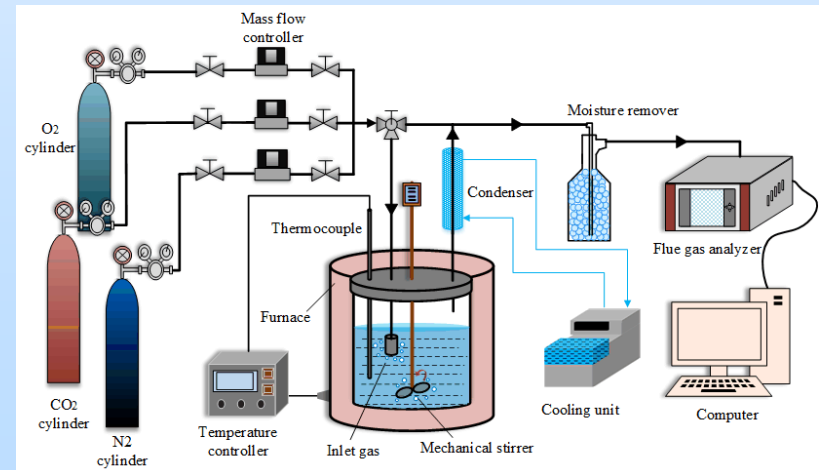 Mass flow
controller
O2
cylinder
Moisture remover
Condenser
Thermocouple
Flue gas analyzer
Furnace
CO2
cylinder
N2
cylinder
Temperature
controller
Inlet gas
Mechanical stirrer
Cooling unit
Computer